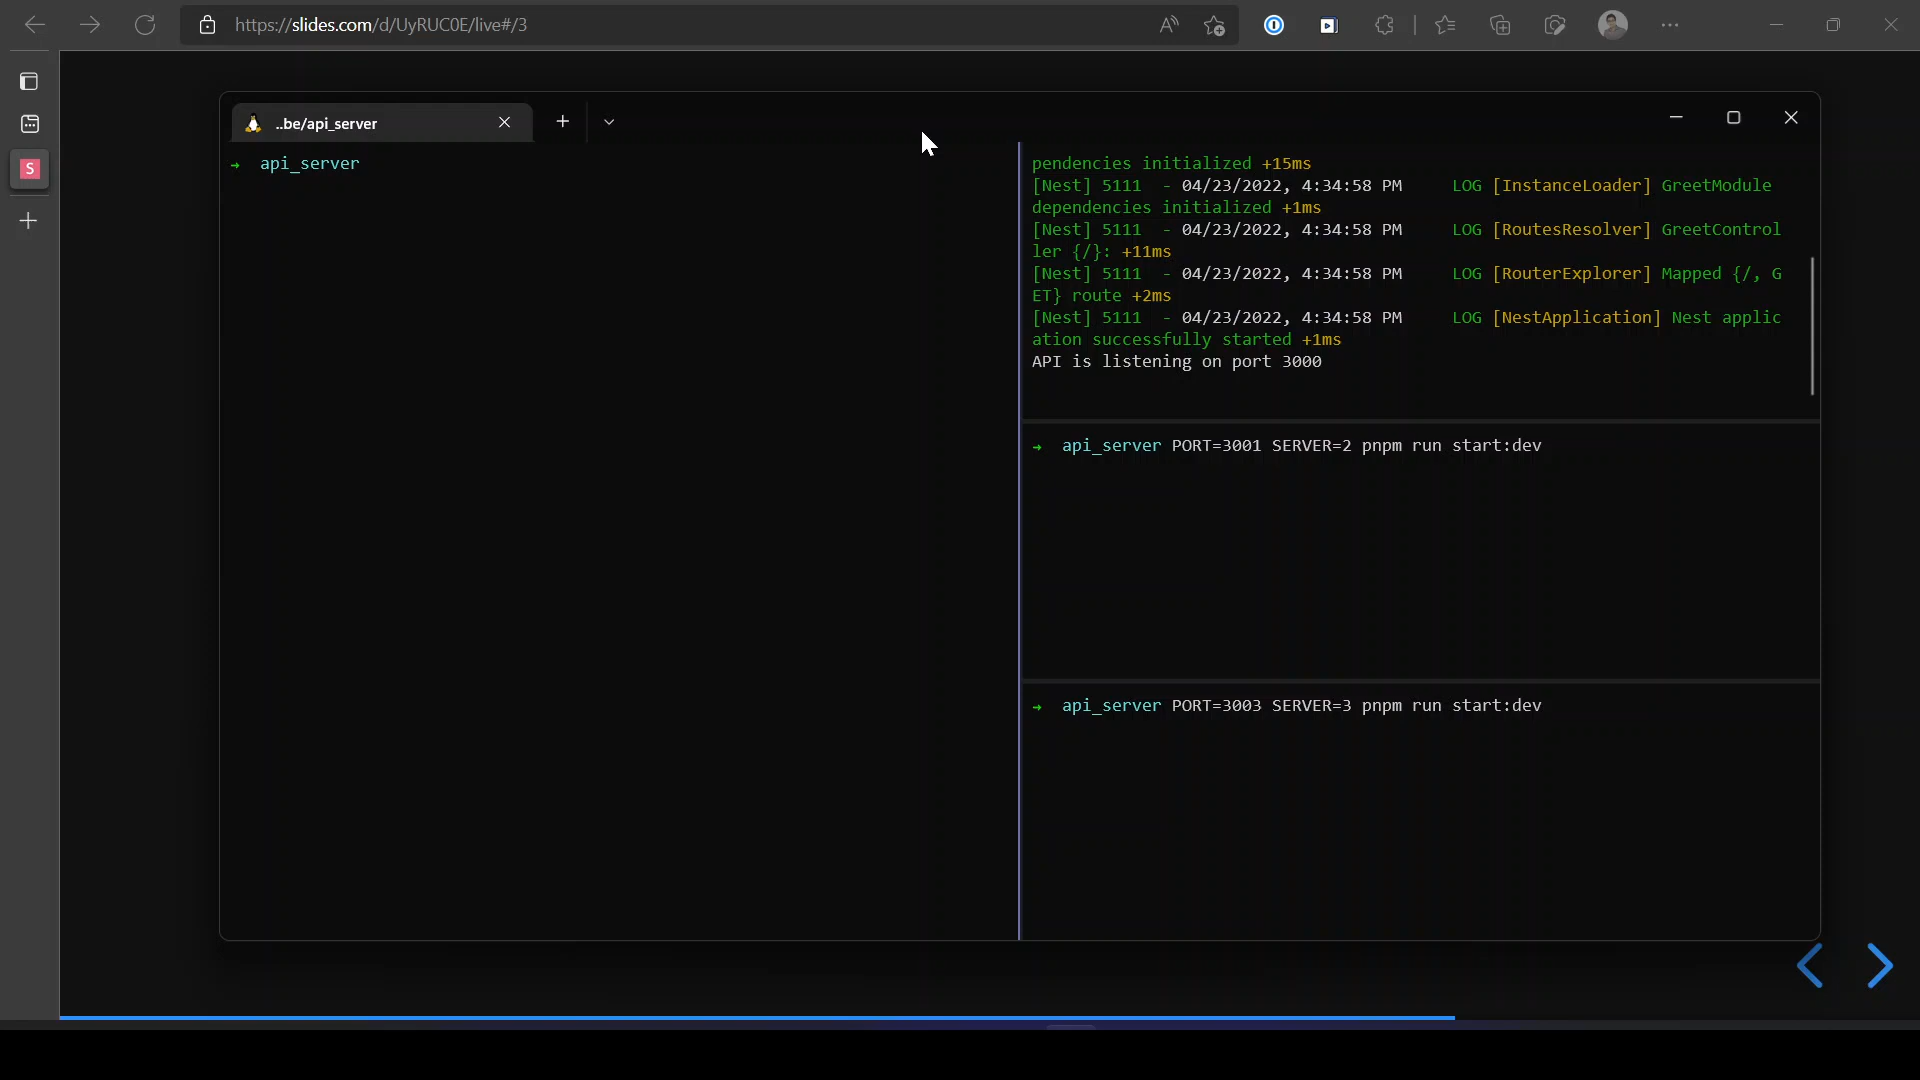 https://slides.com/d/UyRUC0E/live#/3
S
..be/api_server
→ api_server
pendencies initialized +15ms
[Nest] 5111  - 04/23/2022, 4:34:58 PM     LOG [InstanceLoader] GreetModule
dependencies initialized +1ms
[Nest] 5111  - 04/23/2022, 4:34:58 PM     LOG [RoutesResolver] GreetControl
ler {/}: +11ms
[Nest] 5111  - 04/23/2022, 4:34:58 PM     LOG [RouterExplorer] Mapped {/, G
ET} route +2ms
[Nest] 5111  - 04/23/2022, 4:34:58 PM     LOG [NestApplication] Nest applic
ation successfully started +1ms
API is listening on port 3000
→ api_server PORT=3001 SERVER=2 pnpm run start:dev
→ api_server PORT=3003 SERVER=3 pnpm run start:dev